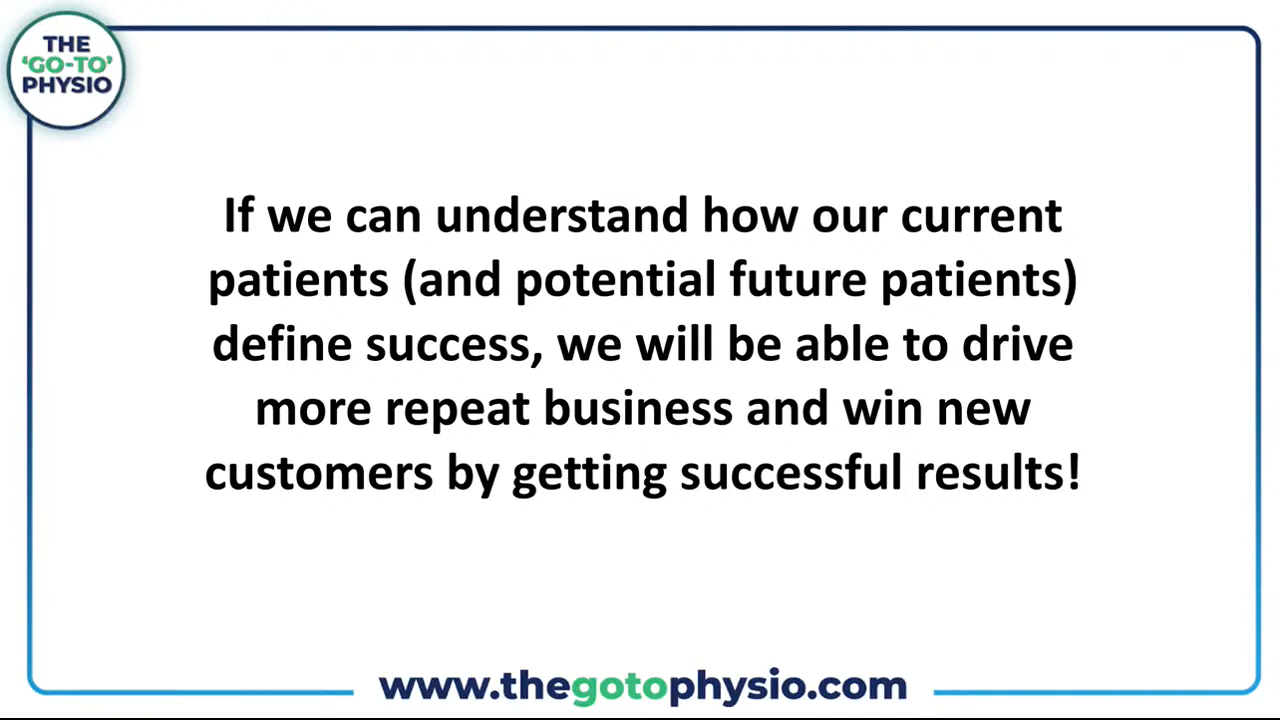 THE
‘GO-TO’
PHYSIO
If we can understand how our current
patients (and potential future patients)
define success, we will be able to drive
more repeat business and win new
customers by getting successful results!
www.thegotophysio.com